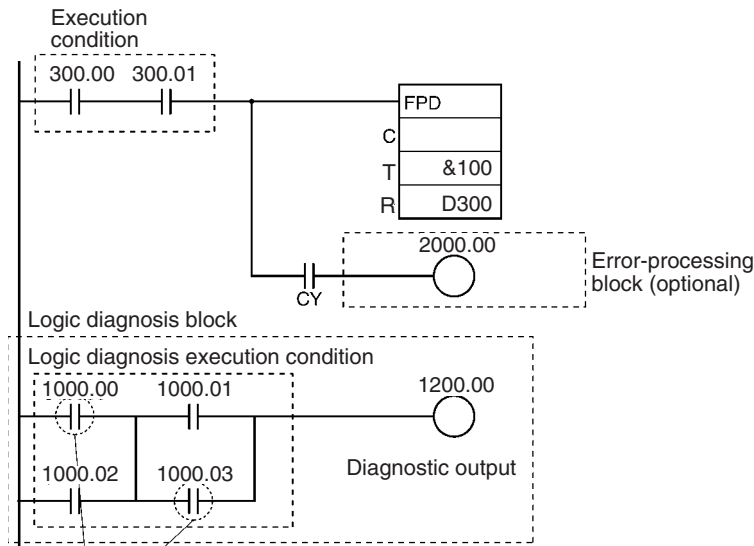 Execution
condition
300.00 300.01
FPD
C
T &100
R D300
2000.00
CY
Error-processing
block (optional)
Logic diagnosis block
Logic diagnosis execution condition
1000.00 1000.01 1200.00
1000.02 1000.03 Diagnostic output